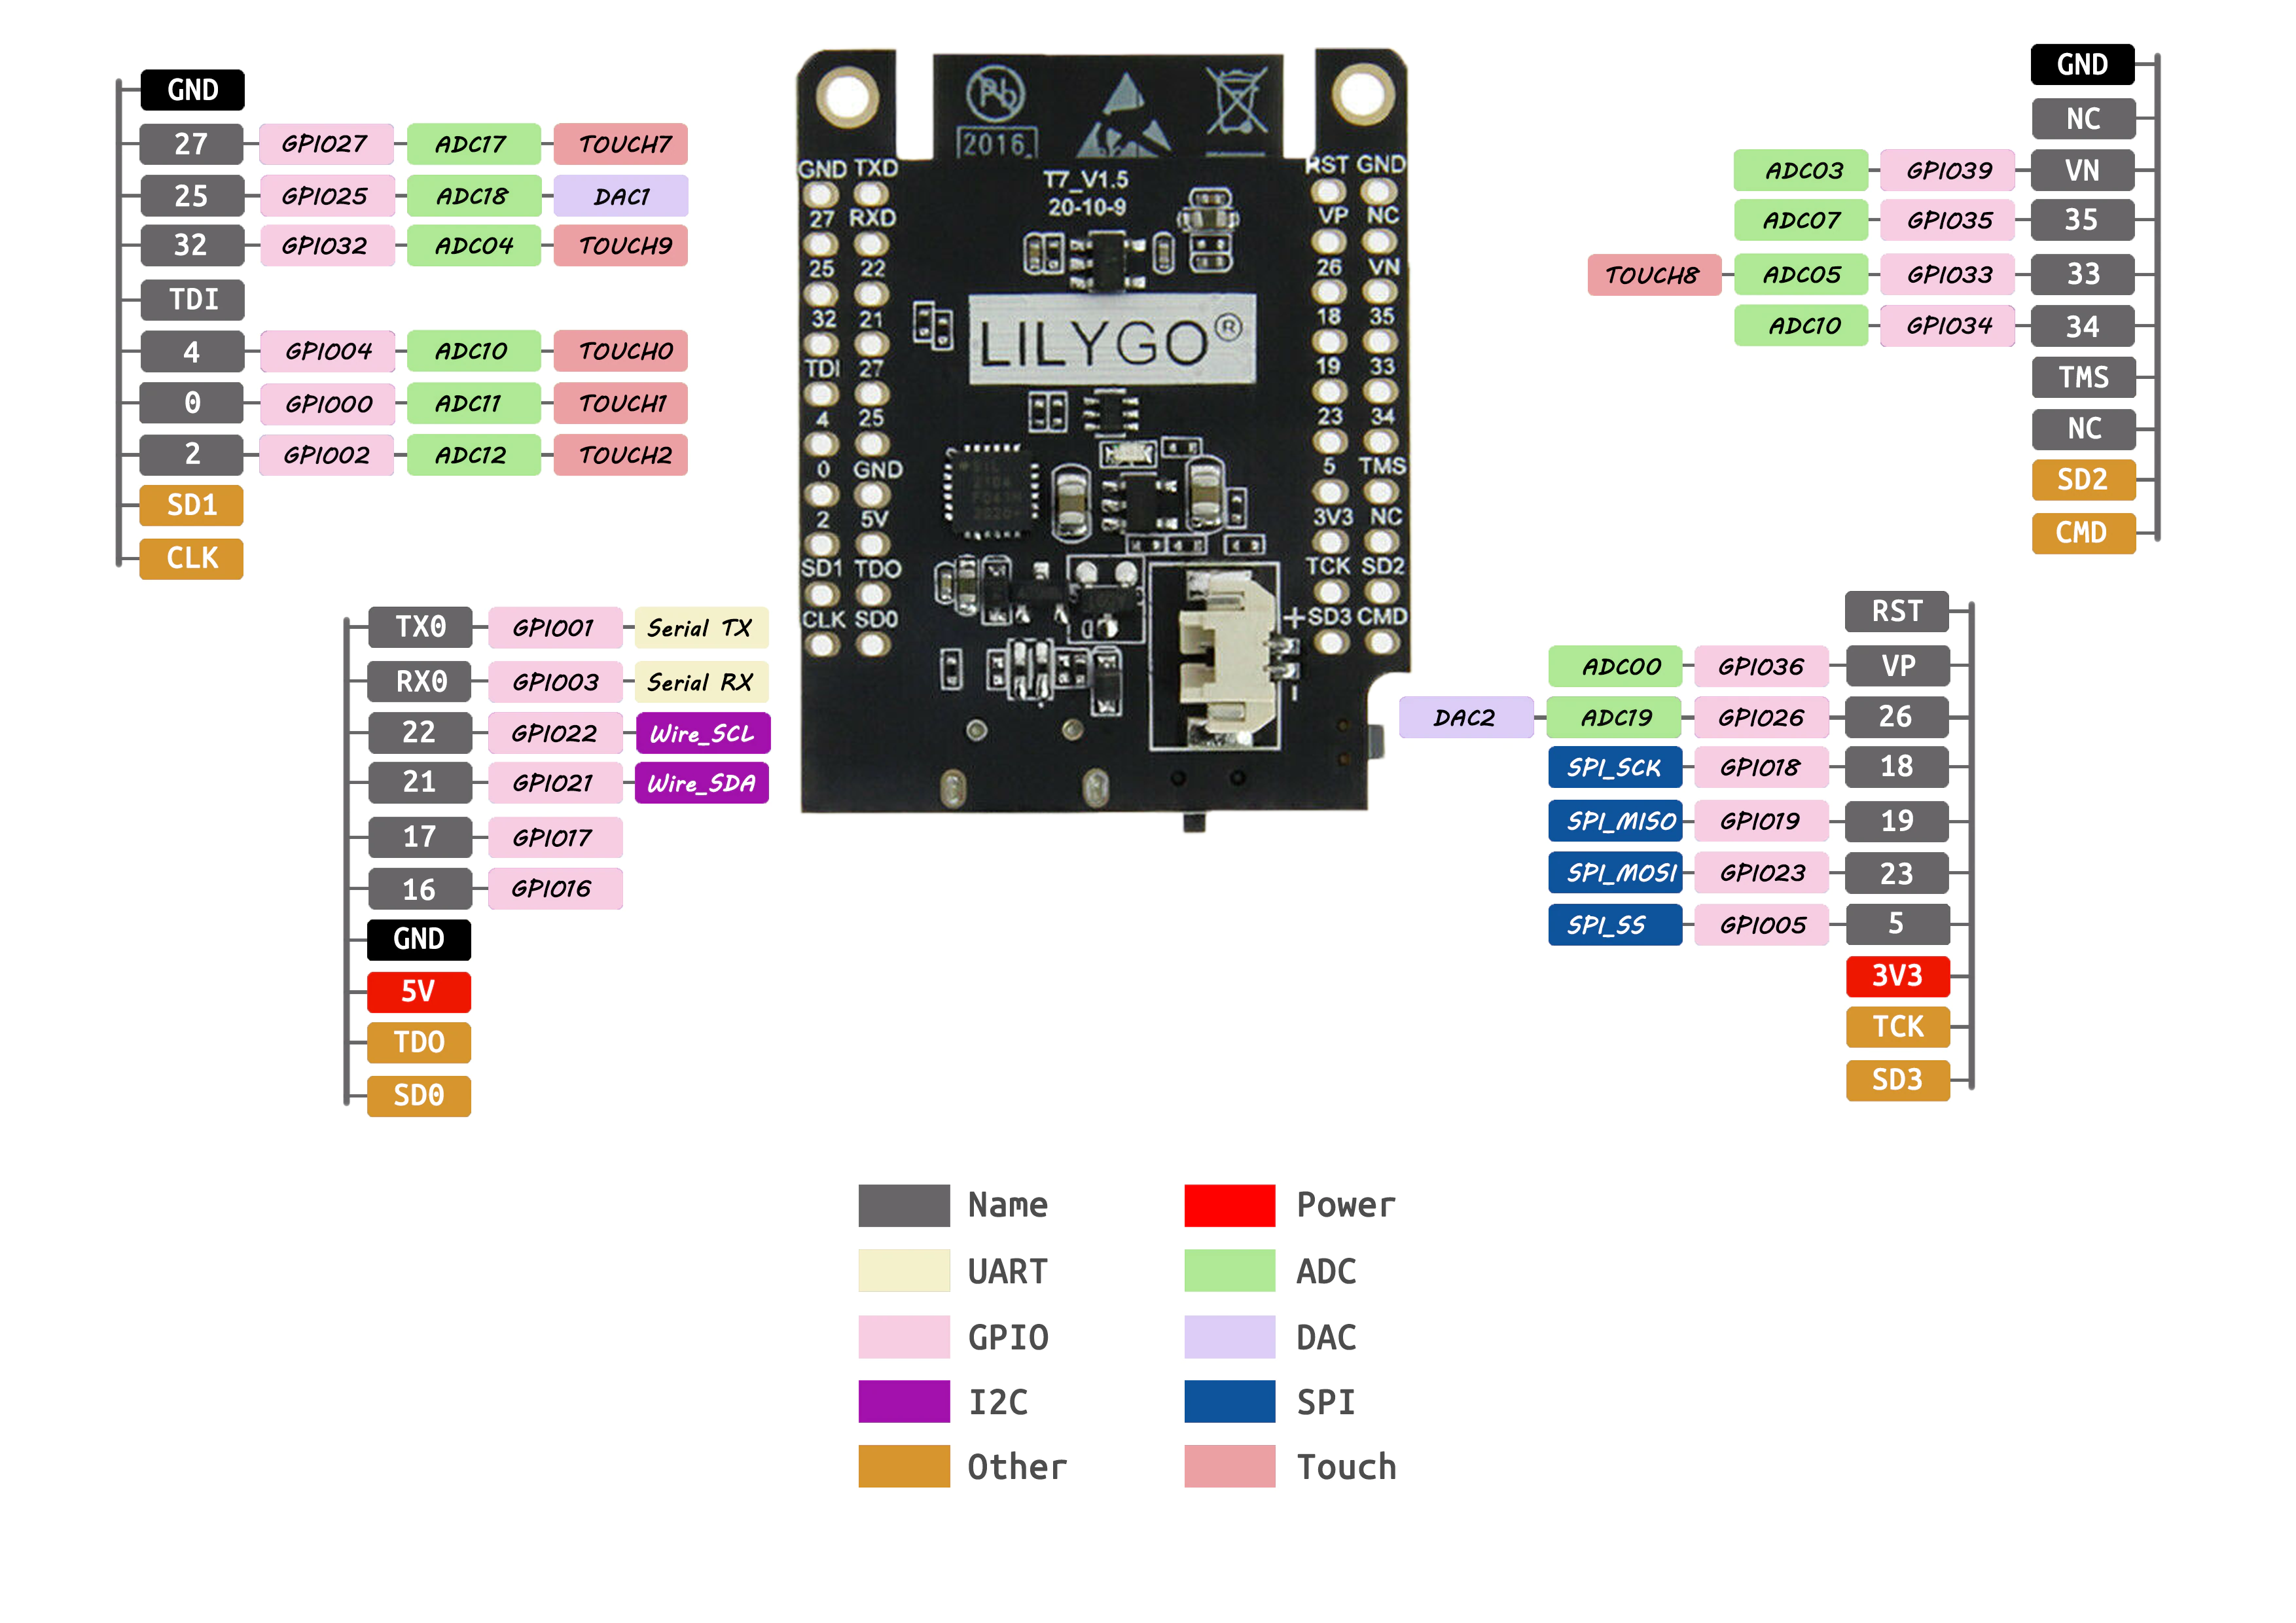 GND
27 GPIO27 ADC17 TOUCH7
25 GPIO25 ADC18 DAC1
32 GPIO32 ADC04 TOUCH9
TDI
4 GPIO04 ADC10 TOUCH0
0 GPIO00 ADC11 TOUCH1
2 GPIO02 ADC12 TOUCH2
SD1
CLK
TX0 GPIO01 Serial TX
RX0 GPIO03 Serial RX
22 GPIO22 Wire_SCL
21 GPIO21 Wire_SDA
17 GPIO17
16 GPIO16
GND
5V
TDO
SD0
Pb
2016
T7_V1.5
20-10-9
LILYGO®
GND TXD
27 RXD
25 22
32 21
TDI 27
4 25
0 GND
2 5V
SD1 TDO
CLK SD0
RST GND
VP NC
26 VN
18 35
19 33
23 34
5 TMS
3V3 NC
TCK SD2
+ SD3 CMD
-
GND
NC
ADC03 GPIO39 VN
ADC07 GPIO35 35
TOUCH8 ADC05 GPIO33 33
ADC10 GPIO34 34
TMS
NC
SD2
CMD
RST
ADC00 GPIO36 VP
DAC2 ADC19 GPIO26 26
SPI_SCK GPIO18 18
SPI_MISO GPIO19 19
SPI_MOSI GPIO23 23
SPI_SS GPIO05 5
3V3
TCK
SD3
Name Power
UART ADC
GPIO DAC
I2C SPI
Other Touch